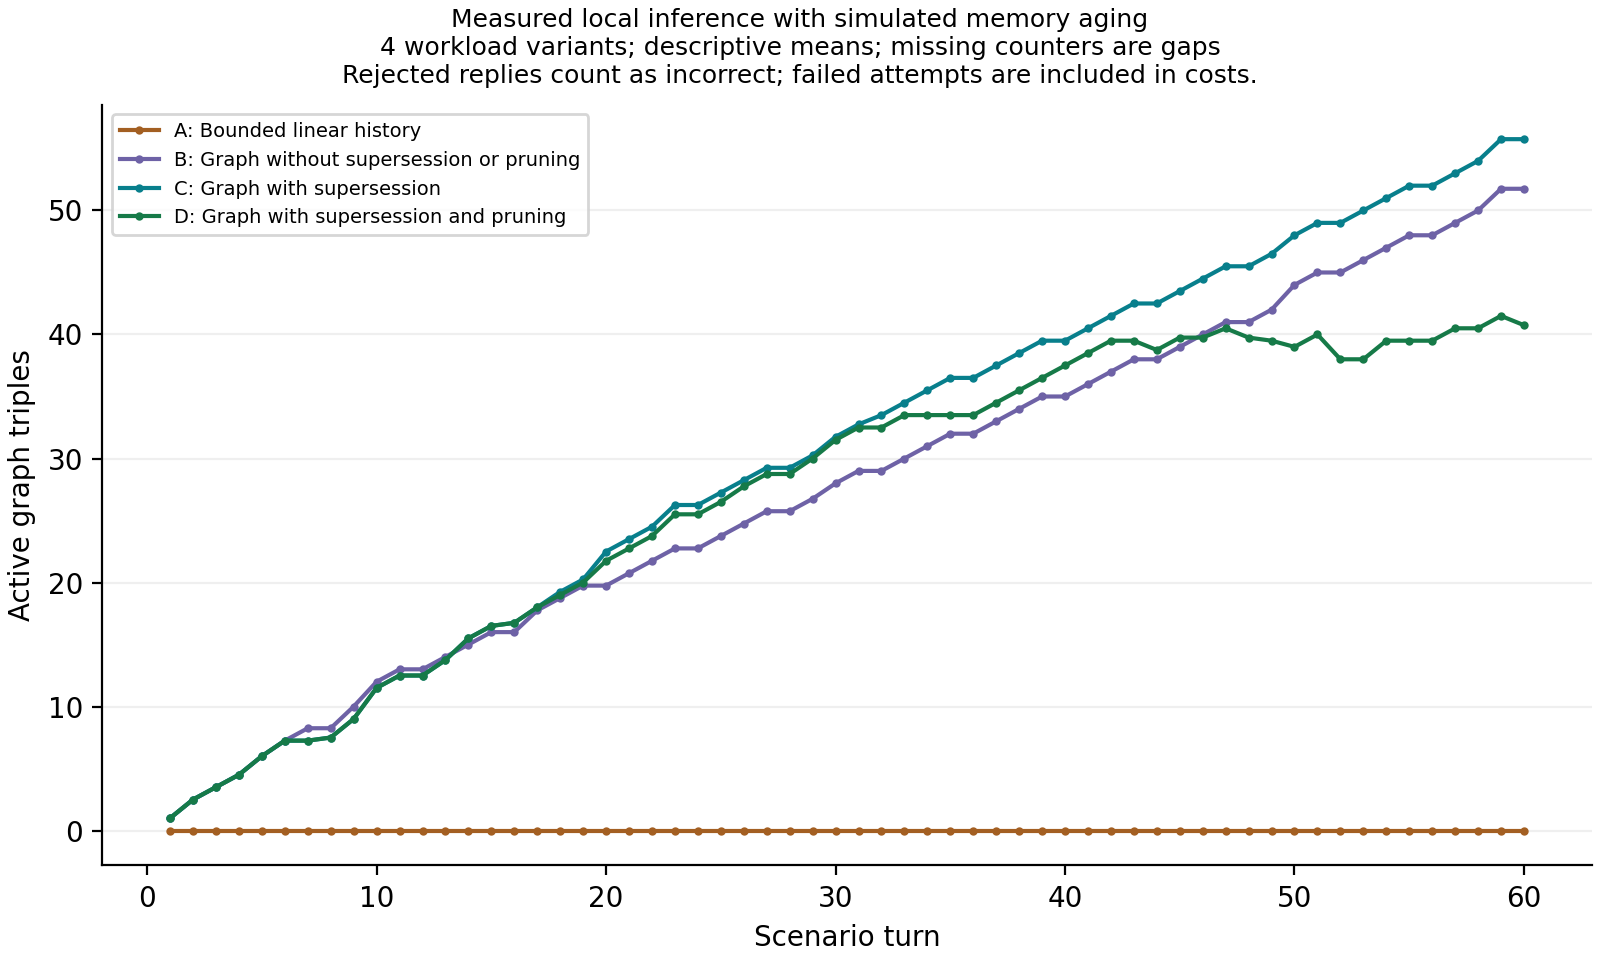 Measured local inference with simulated memory aging
4 workload variants; descriptive means; missing counters are gaps
Rejected replies count as incorrect; failed attempts are included in costs.
A: Bounded linear history
B: Graph without supersession or pruning
C: Graph with supersession
D: Graph with supersession and pruning
Active graph triples
50
40
30
20
10
0
0 10 20 30 40 50 60
Scenario turn